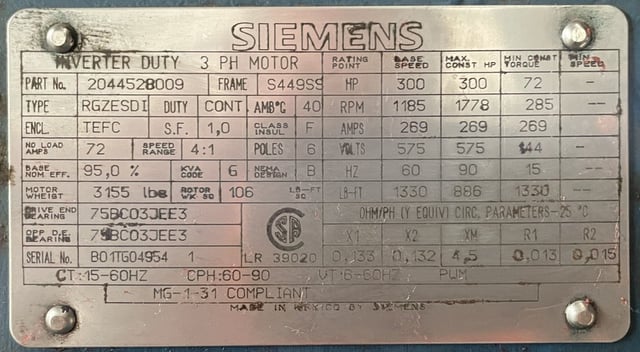 SIEMENS
INVERTER DUTY 3 PH MOTOR RATING POINT BASE SPEED MAX. CONST HP MIN CONST TORQUE MIN SPEED
PART No. 2044528009 FRAME S449SS HP 300 300 72 --
TYPE RGZESDI DUTY CONT. AMB°C 40 RPM 1185 1778 285 --
ENCL. TEFC S.F. 1,0 CLASS INSUL F AMPS 269 269 269
NO LOAD AMPS 72 SPEED RANGE 4:1 POLES 6 VOLTS 575 575 144 --
BASE NOM EFF. 95,0 % KVA CODE G NEMA DESIGN B HZ 60 90 15 --
MOTOR WHEIGHT 3155 lbs ROTOR WK SQ 106 LB-FT SQ LB-FT 1330 886 1330 --
DRIVE END BEARING 75BC03JEE3 OHM/PH (Y EQUIV) CIRC. PARAMETERS-25 °C
OPP D.E. BEARING 75BC03JEE3 X1 X2 XM R1 R2
SERIAL No. B01TG04954 1 LR 39020 0,133 0,132 4,5 0,013 0,015
CT:15-60HZ CPH:60-90 VT:6-60HZ PWM
MG-1-31 COMPLIANT
MADE IN MEXICO BY SIEMENS